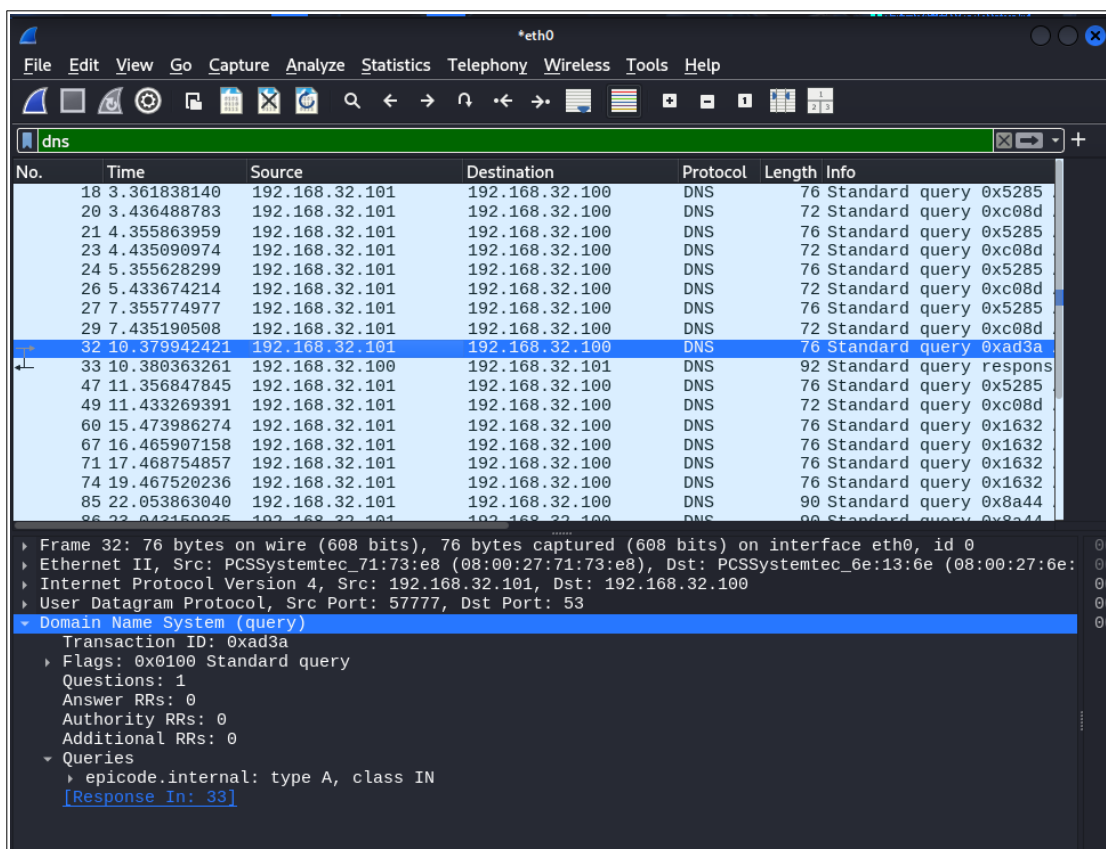 *eth0
File Edit View Go Capture Analyze Statistics Telephony Wireless Tools Help
dns
No. Time Source Destination Protocol Length Info
18 3.361838140 192.168.32.101 192.168.32.100 DNS 76 Standard query 0x5285
20 3.436488783 192.168.32.101 192.168.32.100 DNS 72 Standard query 0xc08d
21 4.355863959 192.168.32.101 192.168.32.100 DNS 76 Standard query 0x5285
23 4.435090974 192.168.32.101 192.168.32.100 DNS 72 Standard query 0xc08d
24 5.355628299 192.168.32.101 192.168.32.100 DNS 76 Standard query 0x5285
26 5.433674214 192.168.32.101 192.168.32.100 DNS 72 Standard query 0xc08d
27 7.355774977 192.168.32.101 192.168.32.100 DNS 76 Standard query 0x5285
29 7.435190508 192.168.32.101 192.168.32.100 DNS 72 Standard query 0xc08d
32 10.379942421 192.168.32.101 192.168.32.100 DNS 76 Standard query 0xad3a
33 10.380363261 192.168.32.100 192.168.32.101 DNS 92 Standard query respons
47 11.356847845 192.168.32.101 192.168.32.100 DNS 76 Standard query 0x5285
49 11.433269391 192.168.32.101 192.168.32.100 DNS 72 Standard query 0xc08d
60 15.473986274 192.168.32.101 192.168.32.100 DNS 76 Standard query 0x1632
67 16.465907158 192.168.32.101 192.168.32.100 DNS 76 Standard query 0x1632
71 17.468754857 192.168.32.101 192.168.32.100 DNS 76 Standard query 0x1632
74 19.467520236 192.168.32.101 192.168.32.100 DNS 76 Standard query 0x1632
85 22.053863040 192.168.32.101 192.168.32.100 DNS 90 Standard query 0x8a44
86 192.168.32.101 192.168.32.100 DNS 90 Standard query 0x8a44
Frame 32: 76 bytes on wire (608 bits), 76 bytes captured (608 bits) on interface eth0, id 0
Ethernet II, Src: PCSSystemtec_71:73:e8 (08:00:27:71:73:e8), Dst: PCSSystemtec_6e:13:6e (08:00:27:6e:
Internet Protocol Version 4, Src: 192.168.32.101, Dst: 192.168.32.100
User Datagram Protocol, Src Port: 57777, Dst Port: 53
Domain Name System (query)
Transaction ID: 0xad3a
Flags: 0x0100 Standard query
Questions: 1
Answer RRs: 0
Authority RRs: 0
Additional RRs: 0
Queries
epicode.internal: type A, class IN
[Response In: 33]